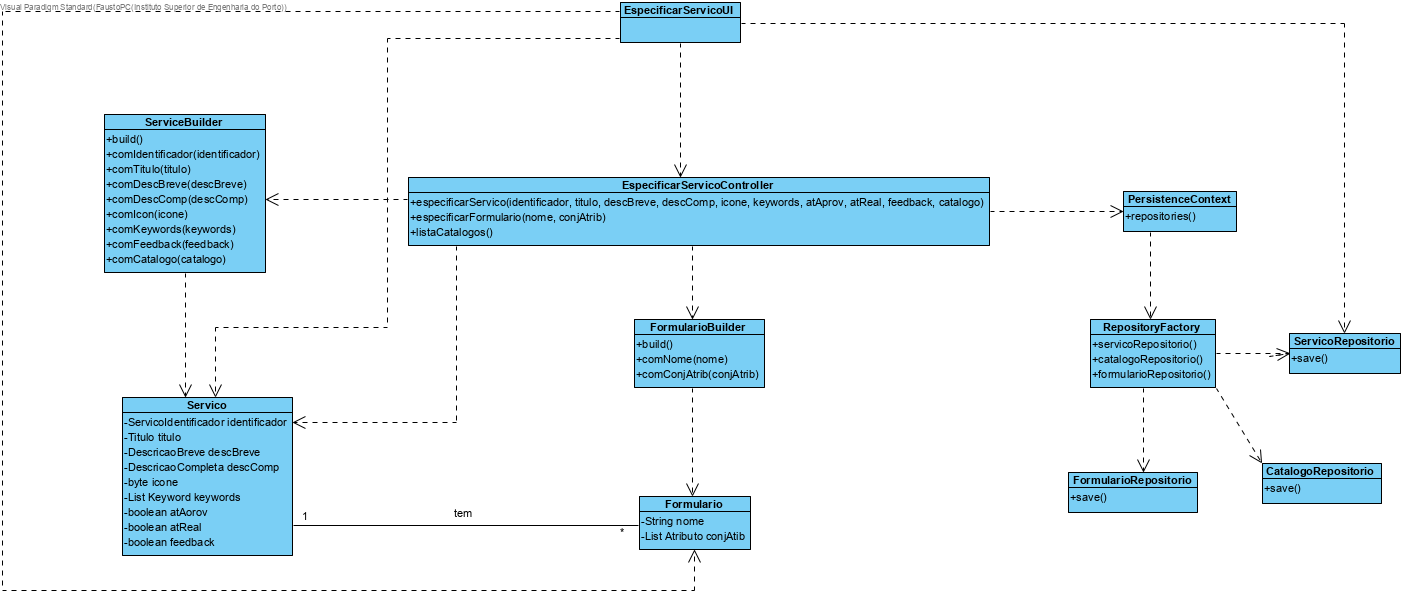 Visual Paradigm Standard(FaustoPC(Instituto Superior de Engenharia do Porto))
EspecificarServicoUI
ServiceBuilder
+build()
+comIdentificador(identificador)
+comTitulo(titulo)
+comDescBreve(descBreve)
+comDescComp(descComp)
+comIcon(icone)
+comKeywords(keywords)
+comFeedback(feedback)
+comCatalogo(catalogo)
EspecificarServicoController
+especificarServico(identificador, titulo, descBreve, descComp, icone, keywords, atAprov, atReal, feedback, catalogo)
+especificarFormulario(nome, conjAtrib)
+listaCatalogos()
PersistenceContext
+repositories()
FormularioBuilder
+build()
+comNome(nome)
+comConjAtrib(conjAtrib)
RepositoryFactory
+servicoRepositorio()
+catalogoRepositorio()
+formularioRepositorio()
ServicoRepositorio
+save()
Servico
-ServicoIdentificador identificador
-Titulo titulo
-DescricaoBreve descBreve
-DescricaoCompleta descComp
-byte icone
-List Keyword keywords
-boolean atAorov
-boolean atReal
-boolean feedback
1
tem
*
Formulario
-String nome
-List Atributo conjAtib
FormularioRepositorio
+save()
CatalogoRepositorio
+save()